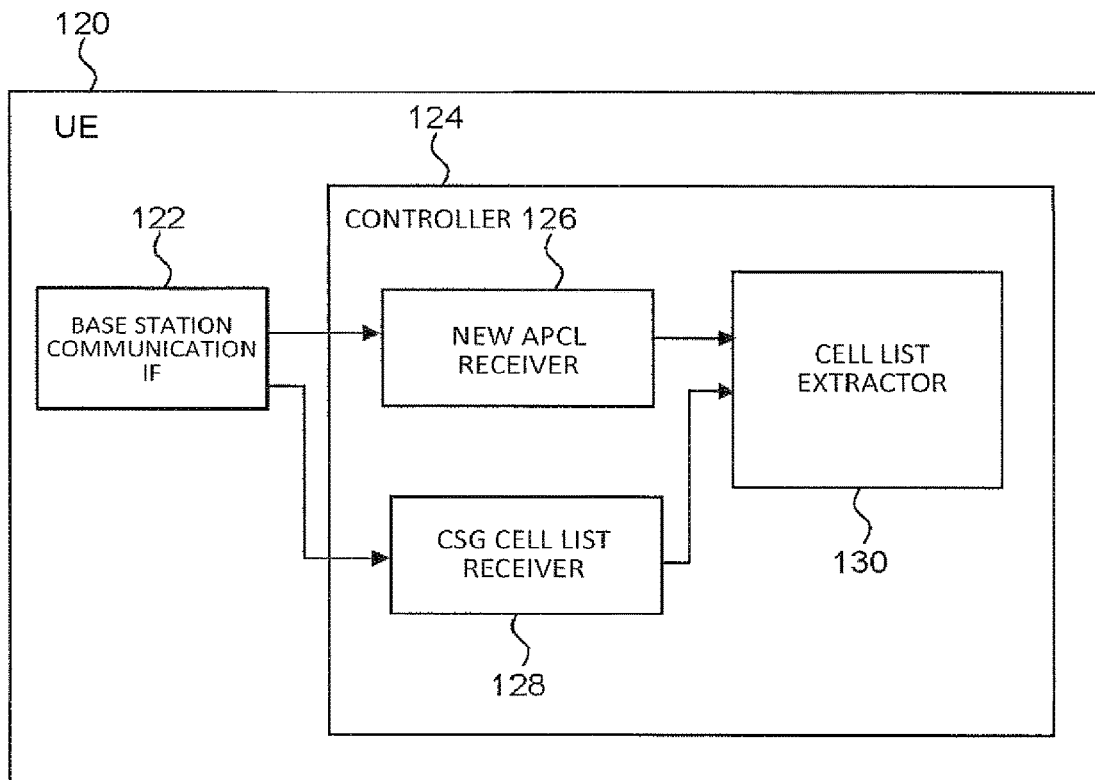 120
UE
124
122
CONTROLLER 126
BASE STATION
COMMUNICATION
IF
NEW APCL
RECEIVER
CELL LIST
EXTRACTOR
CSG CELL LIST
RECEIVER
130
128